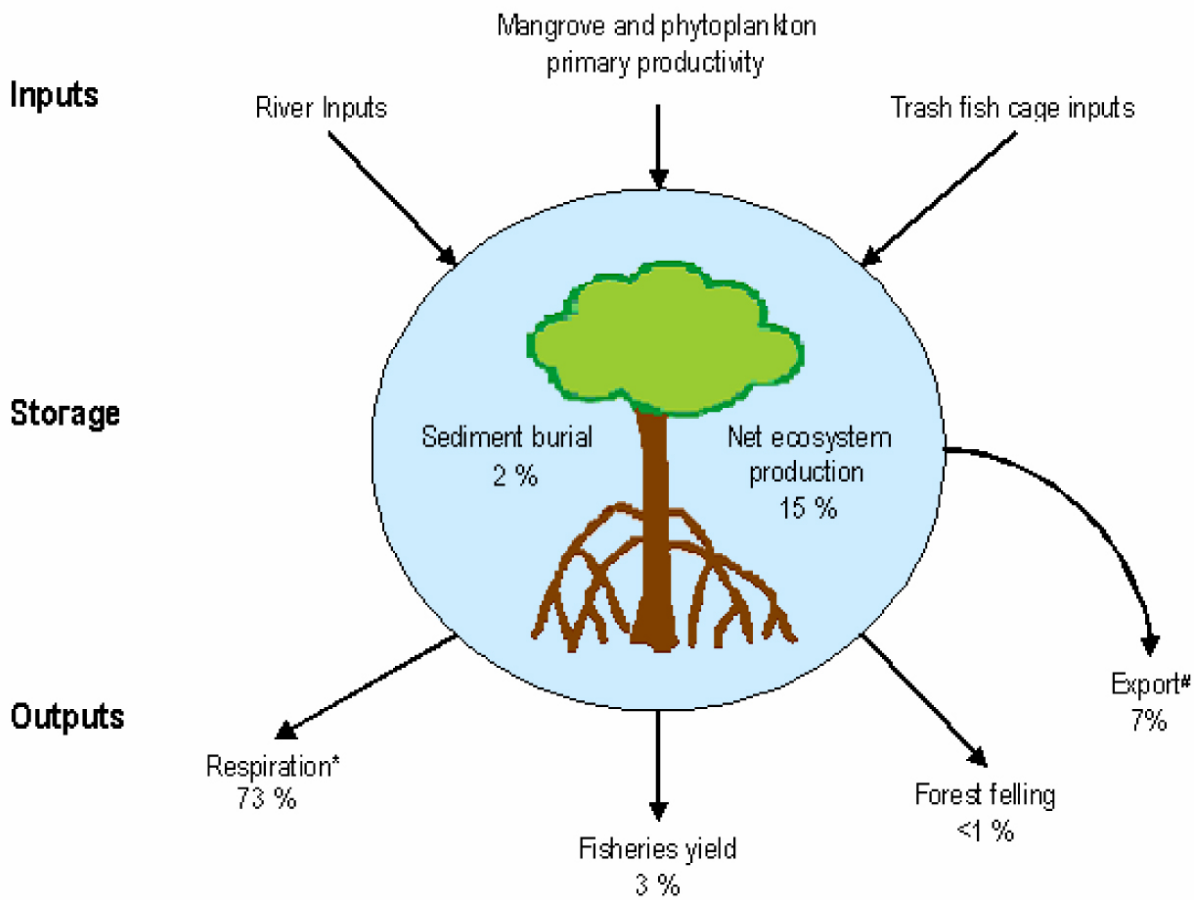 Mangrove and phytoplankton
primary productivity
Inputs
River Inputs
Trash fish cage inputs
Storage
Sediment burial
2 %
Net ecosystem
production
15 %
Outputs
Export#
7%
Respiration*
73 %
Forest felling
<1 %
Fisheries yield
3 %